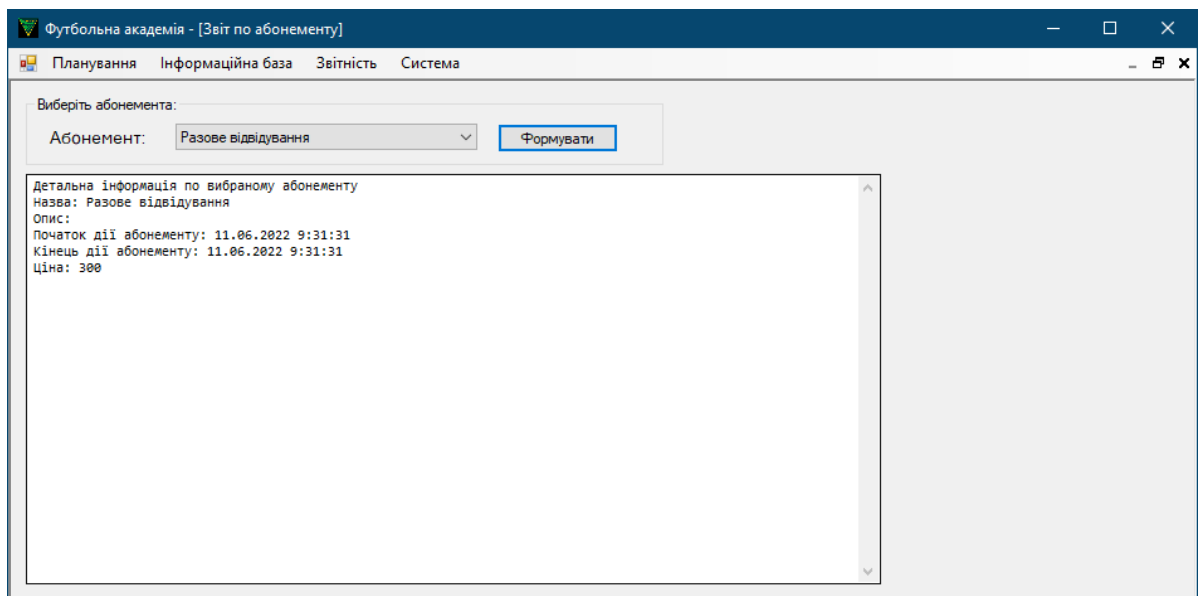 Футбольна академія - [Звіт по абонементу]
Планування Інформаційна база Звітність Система
Виберіть абонемента:
Абонемент: Разове відвідування Формувати
Детальна інформація по вибраному абонементу
Назва: Разове відвідування
Опис:
Початок дії абонементу: 11.06.2022 9:31:31
Кінець дії абонементу: 11.06.2022 9:31:31
Ціна: 300